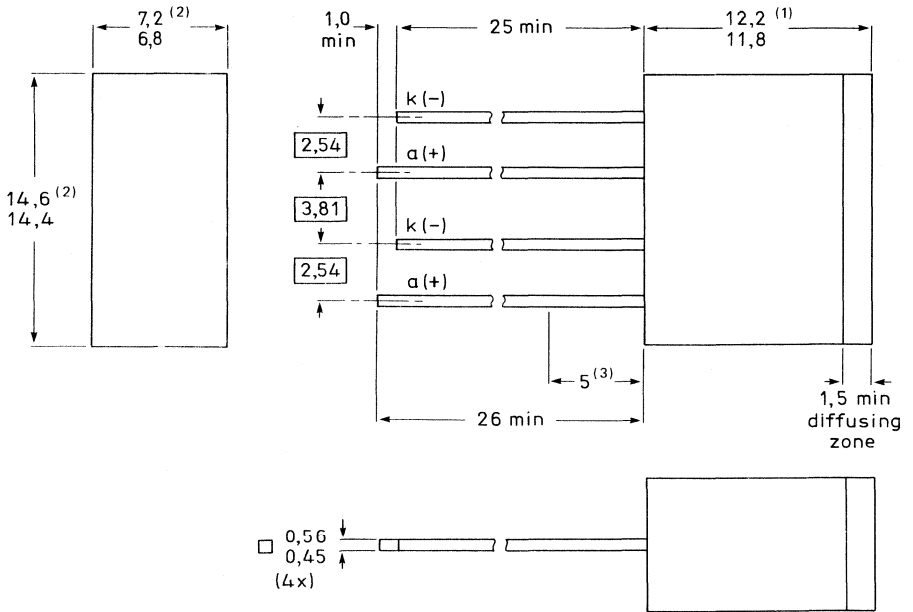 7,2 (2)
6,8
1,0
min
25 min
12,2 (1)
11,8
k (-)
2,54
a (+)
14,6 (2)
14,4
3,81
k (-)
2,54
a (+)
5 (3)
26 min
1,5 min
diffusing
zone
0,56
0,45
(4x)